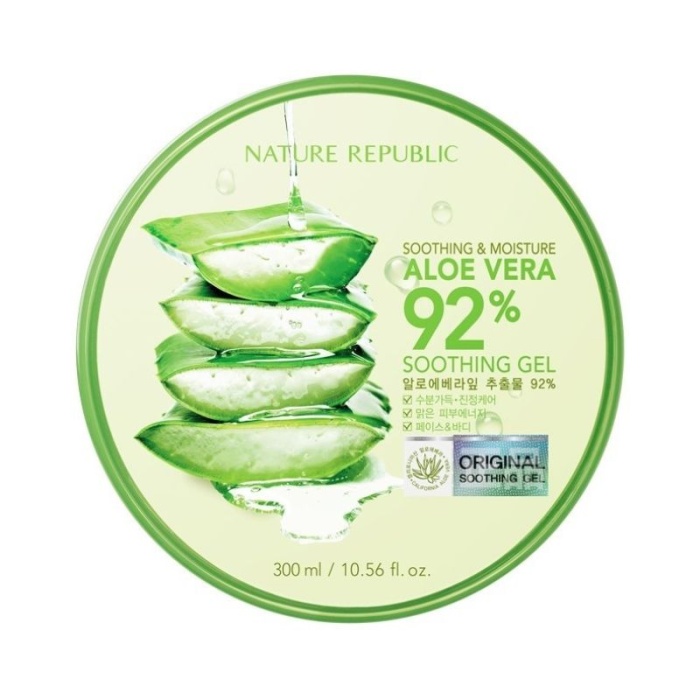 NATURE REPUBLIC
SOOTHING & MOISTURE
ALOE VERA
92%
SOOTHING GEL
알로에베라잎 추출물 92%
수분가득·진정케어
맑은 피부에너지
페이스&바디
ORIGINAL
SOOTHING GEL
300 ml / 10.56 fl. oz.